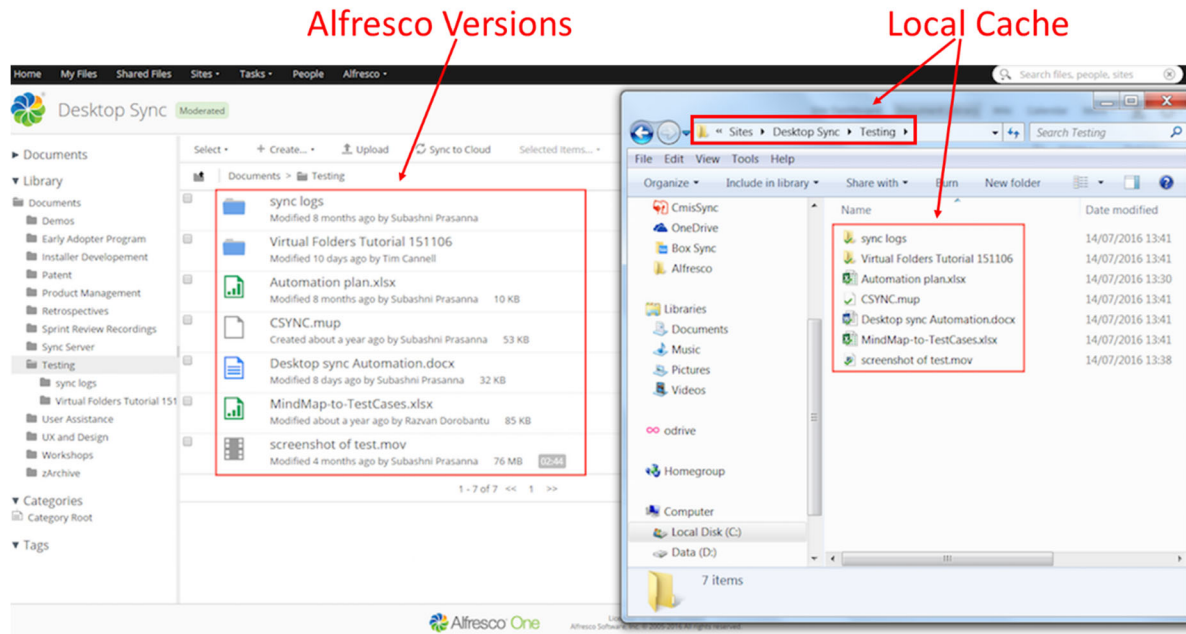 Alfresco Versions
Local Cache
Home My Files Shared Files Sites Tasks People Alfresco
Search files, people, sites
Desktop Sync Moderated
Documents
Library
Documents
Demos
Early Adopter Program
Installer Developement
Patent
Product Management
Retrospectives
Sprint Review Recordings
Sync Server
Testing
sync logs
Virtual Folders Tutorial 151
User Assistance
UX and Design
Workshops
zArchive
Categories
Category Root
Tags
Select + Create... Upload Sync to Cloud Selected Items...
Documents > Testing
sync logs
Modified 8 months ago by Subashni Prasanna
Virtual Folders Tutorial 151106
Modified 10 days ago by Tim Cannell
Automation plan.xlsx
Modified 8 months ago by Subashni Prasanna 10 KB
CSYNC.mup
Created about a year ago by Subashni Prasanna 53 KB
Desktop sync Automation.docx
Modified 8 days ago by Subashni Prasanna 32 KB
MindMap-to-TestCases.xlsx
Modified about a year ago by Razvan Dorobantu 85 KB
screenshot of test.mov
Modified 4 months ago by Subashni Prasanna 76 MB 02:44
1 - 7 of 7 << 1 >>
« Sites Desktop Sync Testing
Search Testing
File Edit View Tools Help
Organize Include in library Share with Burn New folder
CmisSync
OneDrive
Box Sync
Alfresco
Libraries
Documents
Music
Pictures
Videos
odrive
Homegroup
Computer
Local Disk (C:)
Data (D:)
Name Date modified
sync logs 14/07/2016 13:41
Virtual Folders Tutorial 151106 14/07/2016 13:41
Automation plan.xlsx 14/07/2016 13:30
CSYNC.mup 14/07/2016 13:41
Desktop sync Automation.docx 14/07/2016 13:41
MindMap-to-TestCases.xlsx 14/07/2016 13:41
screenshot of test.mov 14/07/2016 13:38
7 items
Alfresco One
Alfresco Software, Inc. © 2005-2016 All rights reserved.